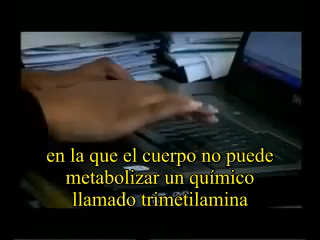 en la que el cuerpo no puede
metabolizar un químico
llamado trimetilamina